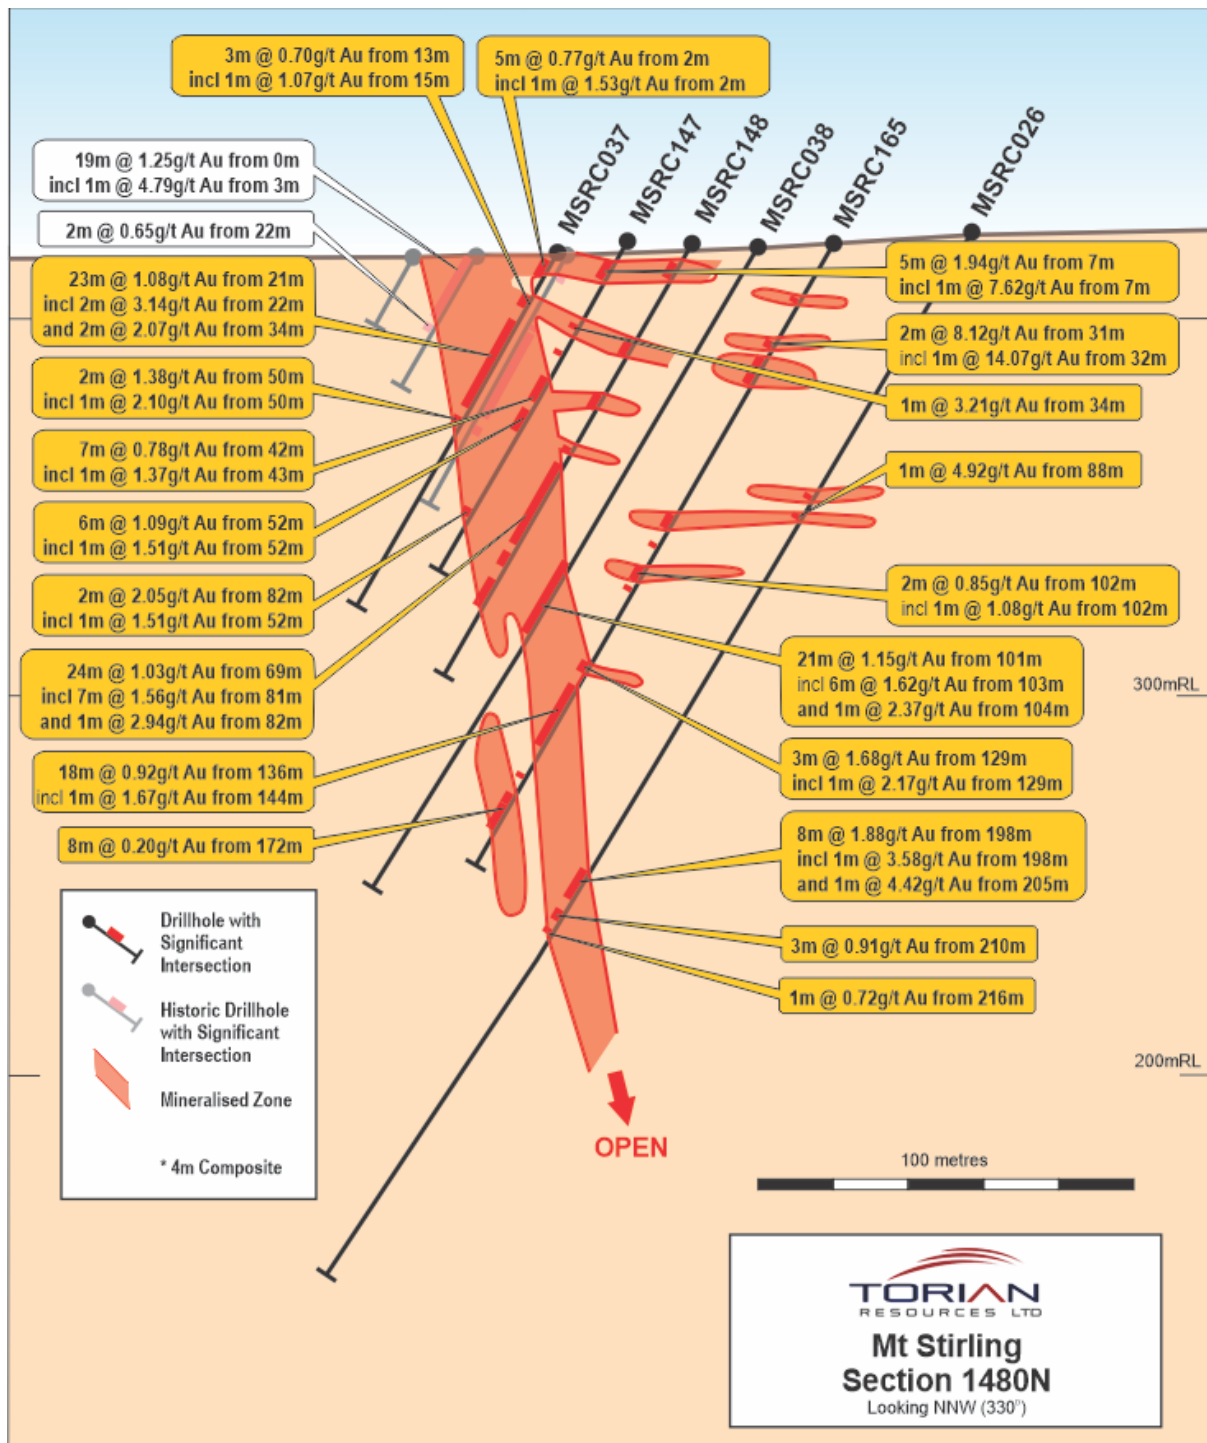 3m @ 0.70g/t Au from 13m
incl 1m @ 1.07g/t Au from 15m
5m @ 0.77g/t Au from 2m
incl 1m @ 1.53g/t Au from 2m
19m @ 1.25g/t Au from 0m
incl 1m @ 4.79g/t Au from 3m
2m @ 0.65g/t Au from 22m
MSRC037
MSRC147
MSRC148
MSRC038
MSRC165
MSRC026
23m @ 1.08g/t Au from 21m
incl 2m @ 3.14g/t Au from 22m
and 2m @ 2.07g/t Au from 34m
2m @ 1.38g/t Au from 50m
incl 1m @ 2.10g/t Au from 50m
7m @ 0.78g/t Au from 42m
incl 1m @ 1.37g/t Au from 43m
6m @ 1.09g/t Au from 52m
incl 1m @ 1.51g/t Au from 52m
2m @ 2.05g/t Au from 82m
incl 1m @ 1.51g/t Au from 52m
24m @ 1.03g/t Au from 69m
incl 7m @ 1.56g/t Au from 81m
and 1m @ 2.94g/t Au from 82m
18m @ 0.92g/t Au from 136m
incl 1m @ 1.67g/t Au from 144m
8m @ 0.20g/t Au from 172m
5m @ 1.94g/t Au from 7m
incl 1m @ 7.62g/t Au from 7m
2m @ 8.12g/t Au from 31m
incl 1m @ 14.07g/t Au from 32m
1m @ 3.21g/t Au from 34m
1m @ 4.92g/t Au from 88m
2m @ 0.85g/t Au from 102m
incl 1m @ 1.08g/t Au from 102m
21m @ 1.15g/t Au from 101m
incl 6m @ 1.62g/t Au from 103m
and 1m @ 2.37g/t Au from 104m
300mRL
3m @ 1.68g/t Au from 129m
incl 1m @ 2.17g/t Au from 129m
8m @ 1.88g/t Au from 198m
incl 1m @ 3.58g/t Au from 198m
and 1m @ 4.42g/t Au from 205m
3m @ 0.91g/t Au from 210m
1m @ 0.72g/t Au from 216m
200mRL
Drillhole with
Significant
Intersection
Historic Drillhole
with Significant
Intersection
Mineralised Zone
* 4m Composite
OPEN
100 metres
TORIAN
RESOURCES LTD
Mt Stirling
Section 1480N
Looking NNW (330°)